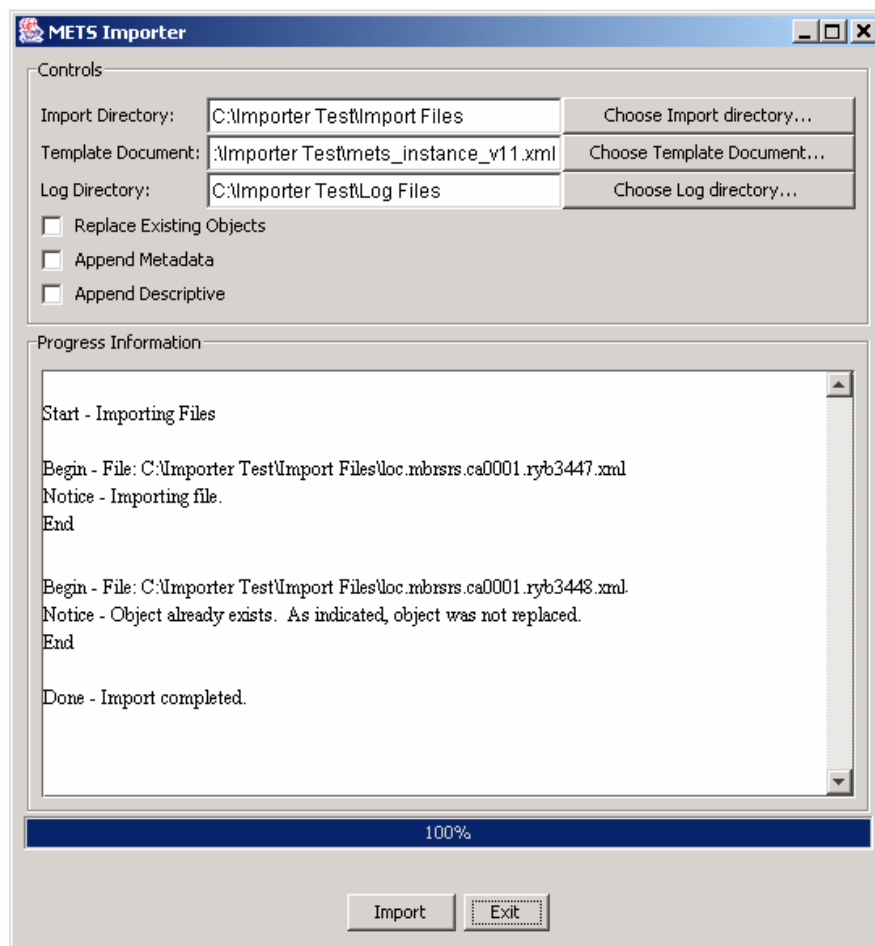 METS Importer
Controls
Import Directory: C:\Importer Test\Import Files Choose Import directory...
Template Document: :\Importer Test\mets_instance_v11.xml Choose Template Document...
Log Directory: C:\Importer Test\Log Files Choose Log directory...
Replace Existing Objects
Append Metadata
Append Descriptive
Progress Information
Start - Importing Files
Begin - File: C:\Importer Test\Import Files\loc.mbrsrs.ca0001.ryb3447.xml
Notice - Importing file.
End
Begin - File: C:\Importer Test\Import Files\loc.mbrsrs.ca0001.ryb3448.xml.
Notice - Object already exists.  As indicated, object was not replaced.
End
Done - Import completed.
100%
Import Exit